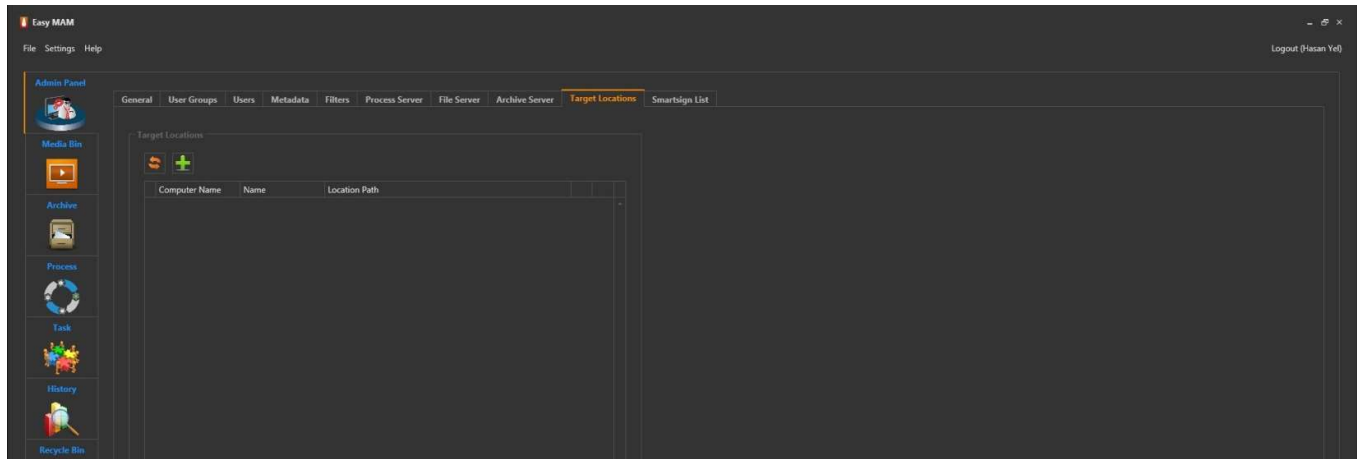 Easy MAM
File Settings Help
Logout (Hasan Yel)
Admin Panel
General User Groups Users Metadata Filters Process Server File Server Archive Server Target Locations Smartsign List
Target Locations
Media Bin
Computer Name Name Location Path
Archive
Process
Task
History
Recycle Bin